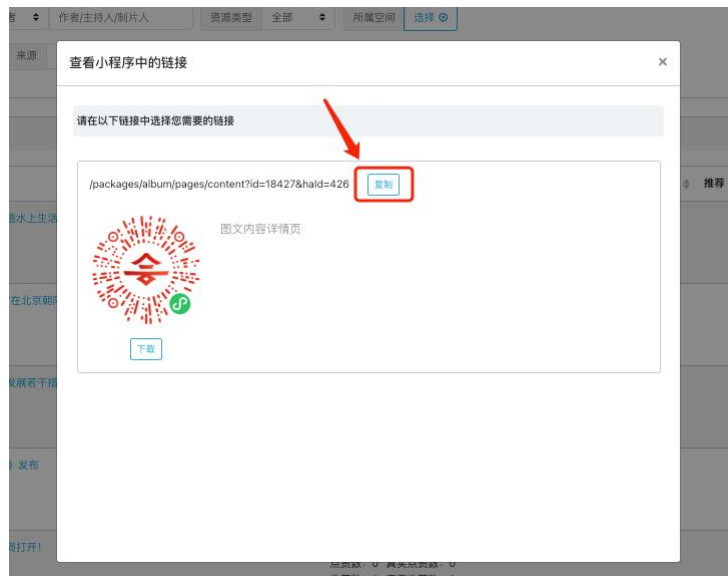 者 作者/主持人/制片人 资源类型 全部 所属空间 选择
来源
查看小程序中的链接 ×
请在以下链接中选择您需要的链接
/packages/album/pages/content?id=18427&hald=426 复制
推荐
图文内容详情页
水上生活
在北京朝
下载
发展若干措
发布
打开!
点赞数: 0 真实点赞数: 0